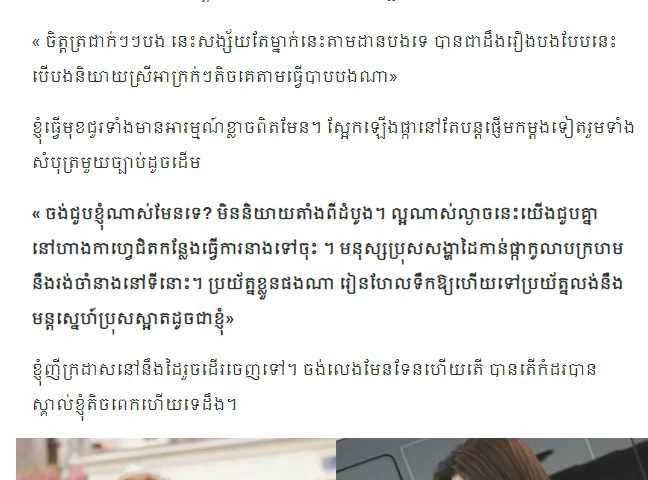 « ចិត្តត្រជាក់ៗៗបង នេះសង្ស័យតែម្នាក់នេះតាមដានបងទេ បានជាដឹងរឿងបងបែបនេះ
បើបងនិយាយស្រីអាក្រក់ៗតិចគេតាមធ្វើបាបបងណា»
ខ្ញុំធ្វើមុខជូរទាំងមានអារម្មណ៍ខ្លាចពិតមែន។ ស្អែកឡើងផ្កានៅតែបន្តផ្ញើមកម្ដងទៀតរួមទាំង
សំបុត្រមួយច្បាប់ដូចដើម
« ចង់ជួបខ្ញុំណាស់មែនទេ? មិននិយាយតាំងពីដំបូង។ ល្អណាស់ល្ងាចនេះយើងជួបគ្នា
នៅហាងកាហ្វេជិតកន្លែងធ្វើការនាងទៅចុះ ។ មនុស្សប្រុសសង្ហាដៃកាន់ផ្កាកូលាបក្រហម
នឹងរង់ចាំនាងនៅទីនោះ។ ប្រយ័ត្នខ្លួនផងណា រៀនហែលទឹកឱ្យហើយទៅប្រយ័ត្នលង់នឹង
មន្តស្នេហ៍ប្រុសស្អាតដូចជាខ្ញុំ»
ខ្ញុំញីក្រដាសនៅនឹងដៃរួចដើរចេញទៅ។ ចង់លេងមែនទែនហើយតើ បានតើកំដរបាន
ស្គាល់ខ្ញុំតិចពេកហើយទេដឹង។